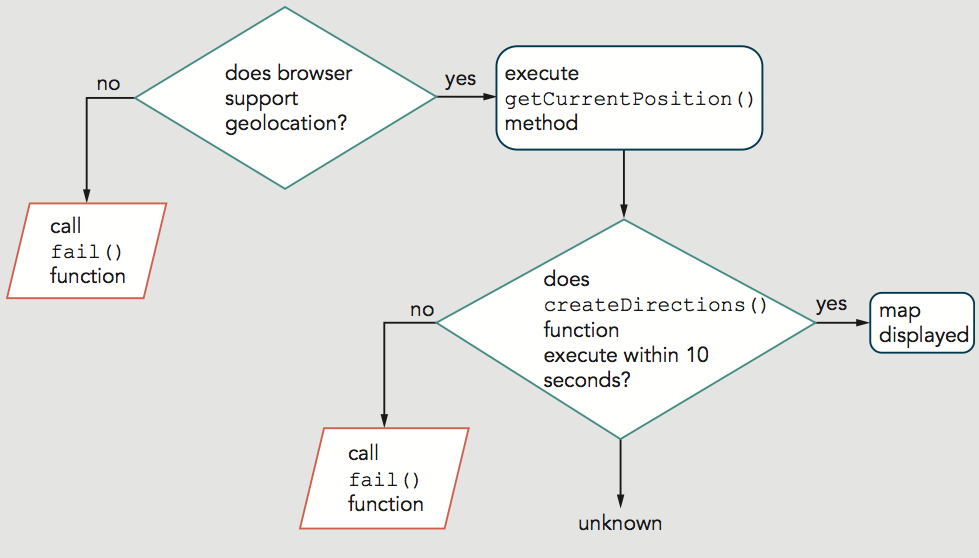 no
does browser
support
geolocation?
yes
execute
getCurrentPosition()
method
call
fail()
function
no
does
createDirections()
function
execute within 10
seconds?
yes
map
displayed
call
fail()
function
unknown